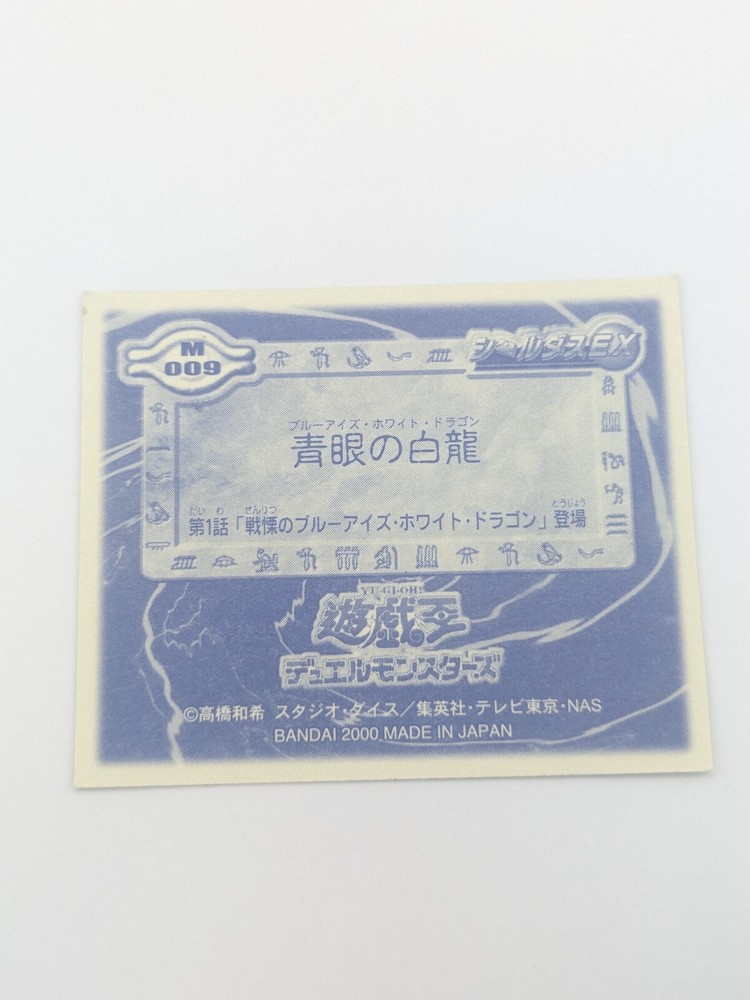 M
009
シールダスEX
ブルーアイズ・ホワイト・ドラゴン
青眼の白龍
だい わ せんりつ とうじょう
第1話「戦慄のブルーアイズ・ホワイト・ドラゴン」登場
YU-GI-OH!
遊戯王
デュエルモンスターズ
©高橋和希 スタジオ・ダイス／集英社・テレビ東京・NAS
BANDAI 2000 MADE IN JAPAN